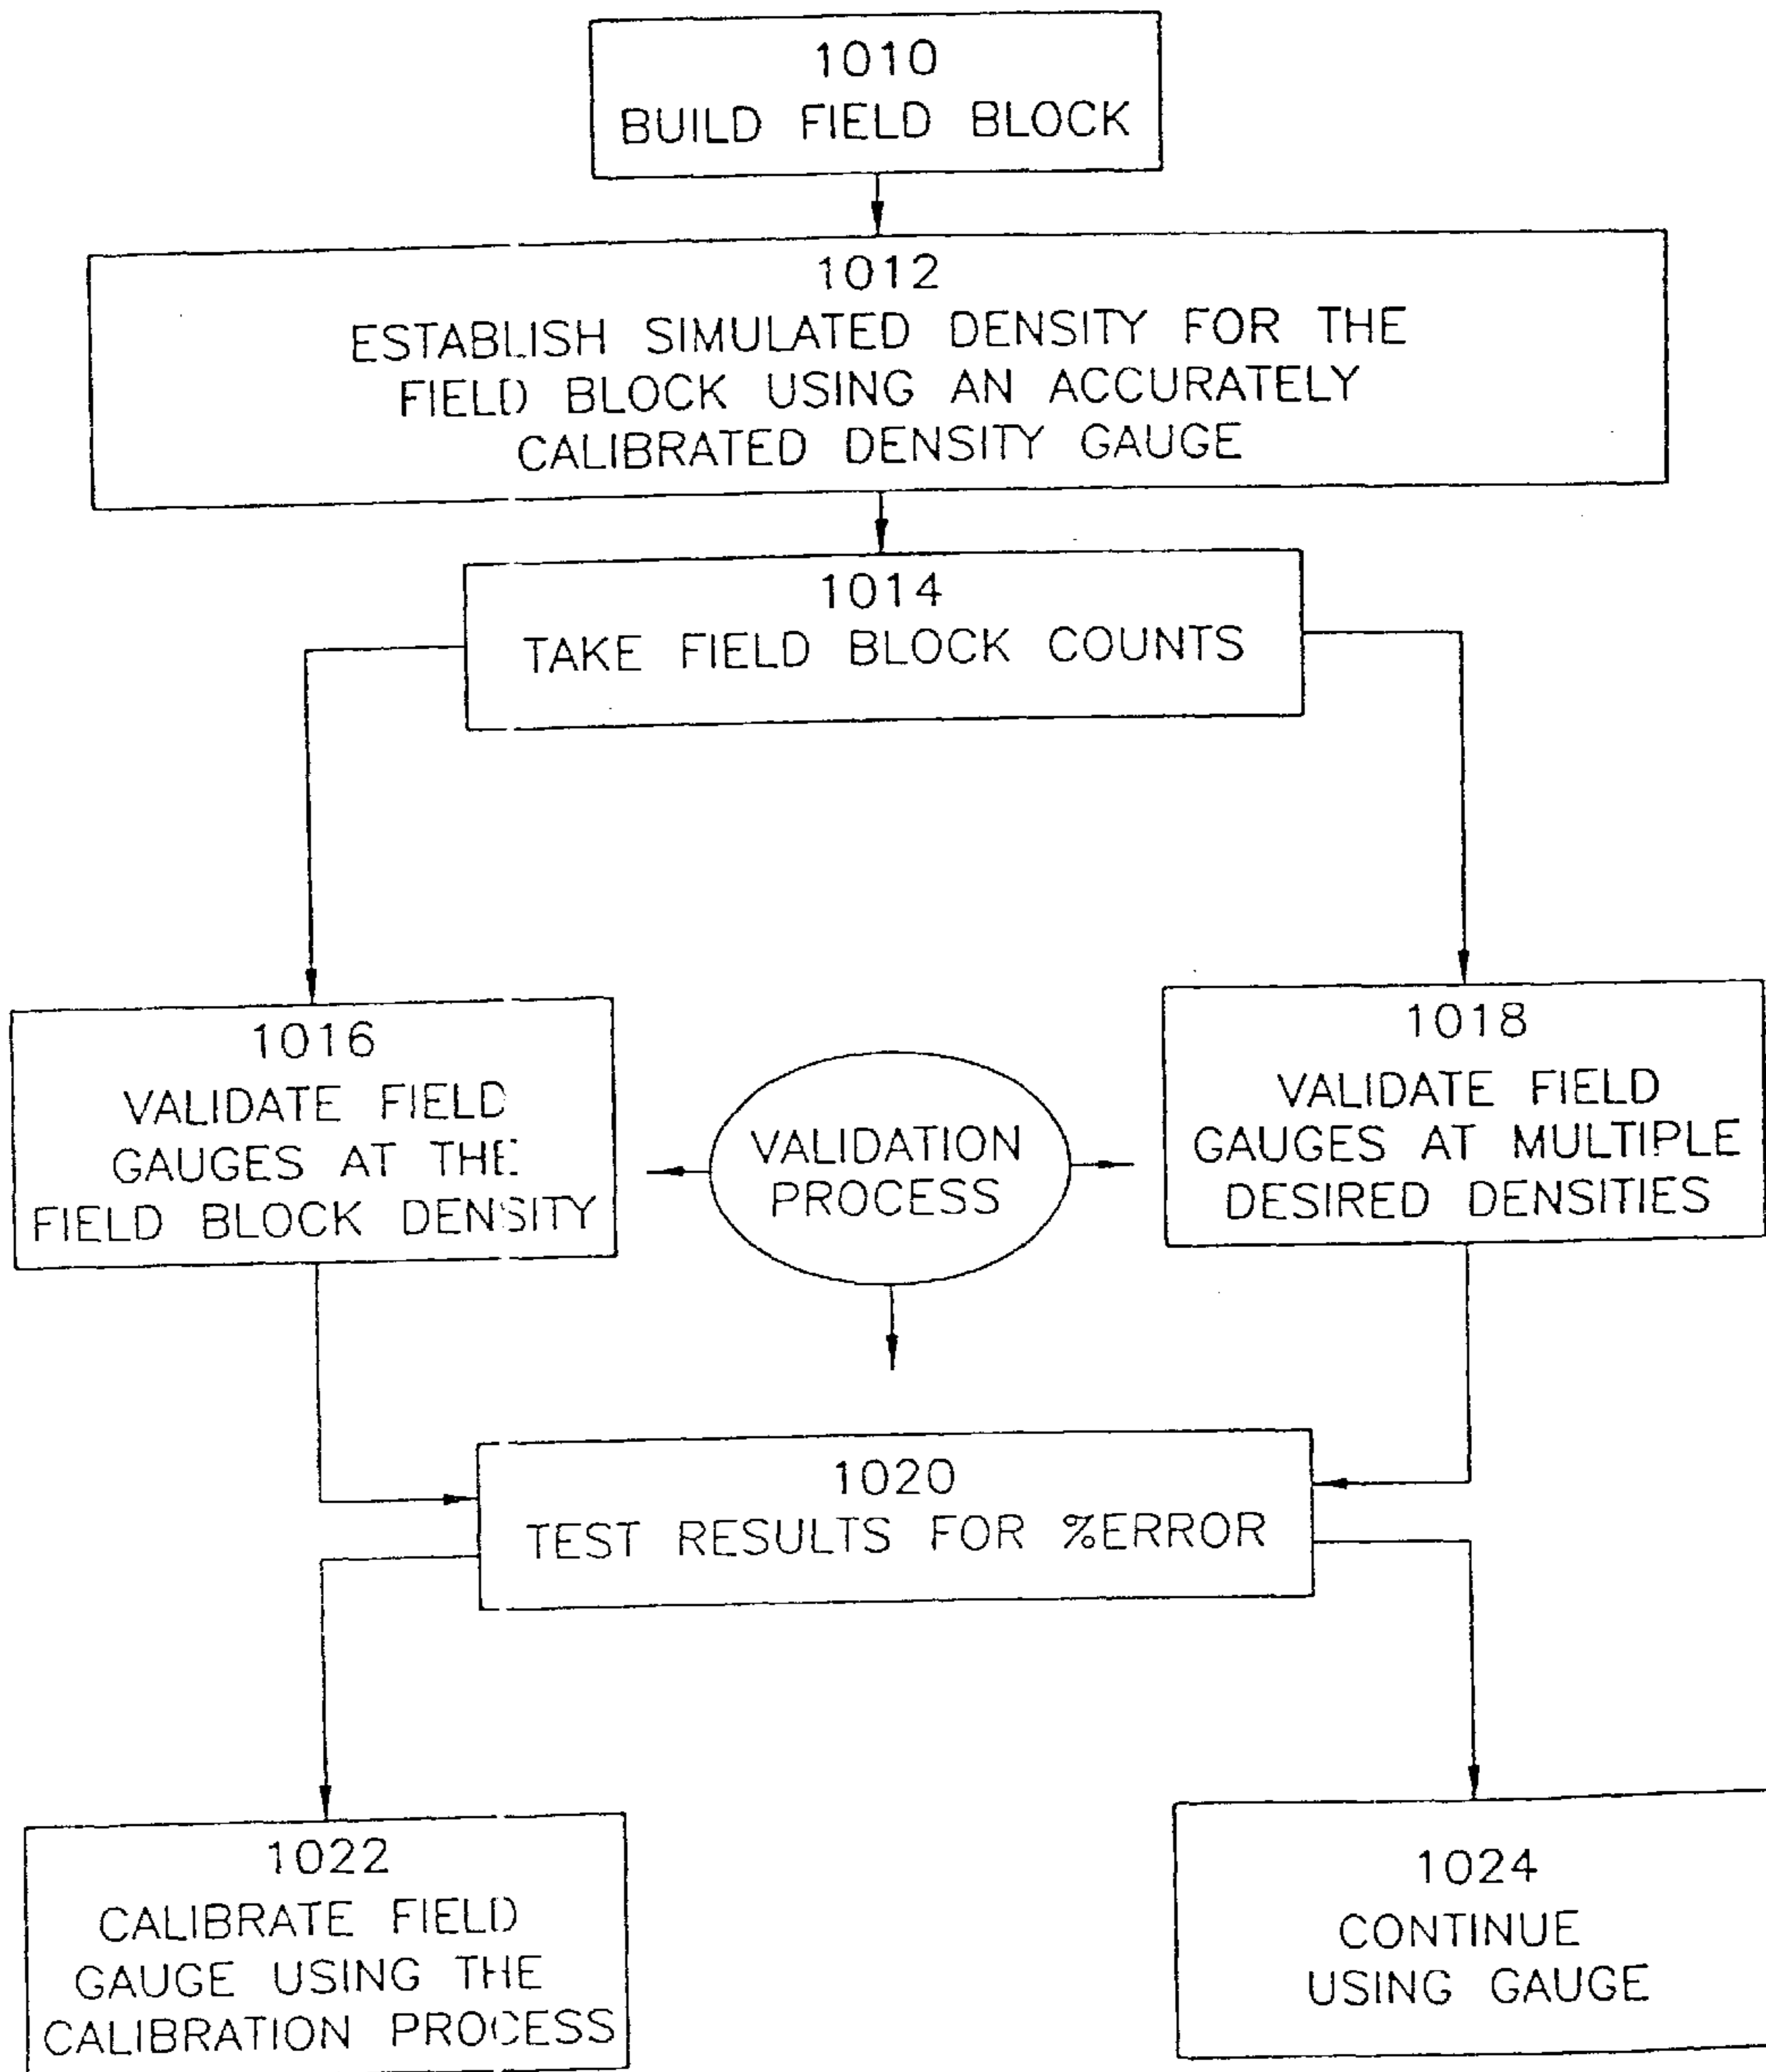 1010
BUILD FIELD BLOCK
1012
ESTABLISH SIMULATED DENSITY FOR THE
FIELD BLOCK USING AN ACCURATELY
CALIBRATED DENSITY GAUGE
1014
TAKE FIELD BLOCK COUNTS
1016
VALIDATE FIELD
GAUGES AT THE
FIELD BLOCK DENSITY
VALIDATION
PROCESS
1018
VALIDATE FIELD
GAUGES AT MULTIPLE
DESIRED DENSITIES
1020
TEST RESULTS FOR %ERROR
1022
CALIBRATE FIELD
GAUGE USING THE
CALIBRATION PROCESS
1024
CONTINUE
USING GAUGE